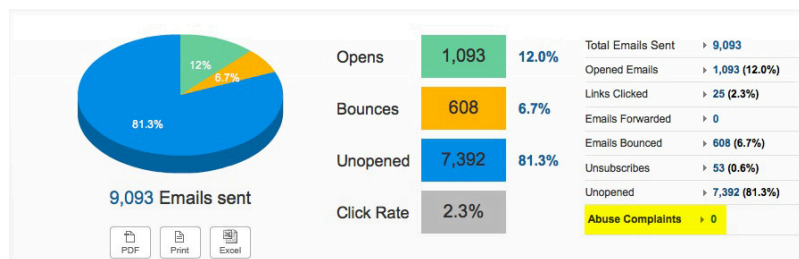 12%
6.7%
81.3%
9,093 Emails sent
PDF
Print
Excel
Opens 1,093 12.0%
Bounces 608 6.7%
Unopened 7,392 81.3%
Click Rate 2.3%
Total Emails Sent 9,093
Opened Emails 1,093 (12.0%)
Links Clicked 25 (2.3%)
Emails Forwarded 0
Emails Bounced 608 (6.7%)
Unsubscribes 53 (0.6%)
Unopened 7,392 (81.3%)
Abuse Complaints 0